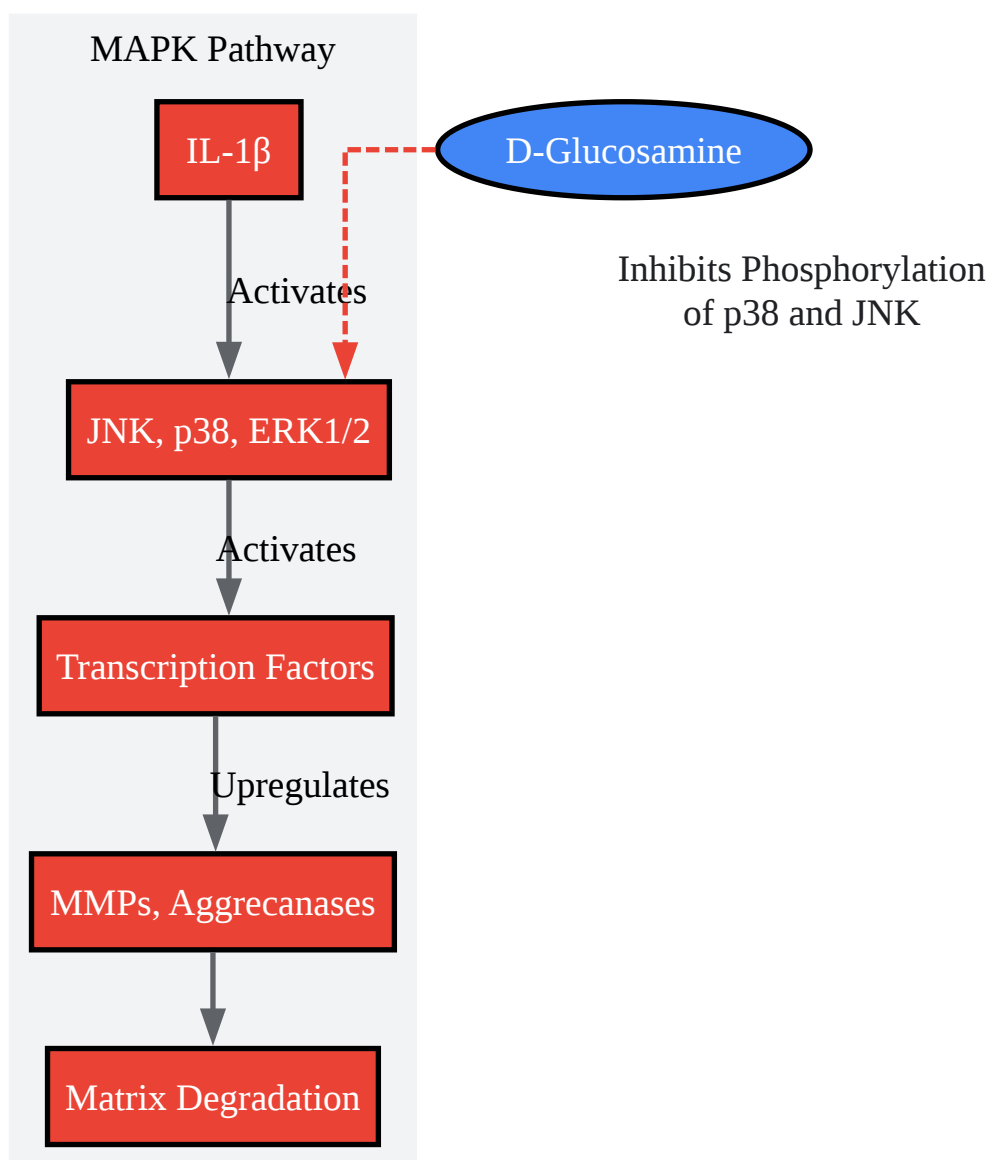 MAPK Pathway
IL-1β
D-Glucosamine
Inhibits Phosphorylation
of p38 and JNK
Activates
JNK, p38, ERK1/2
Activates
Transcription Factors
Upregulates
MMPs, Aggrecanases
Matrix Degradation